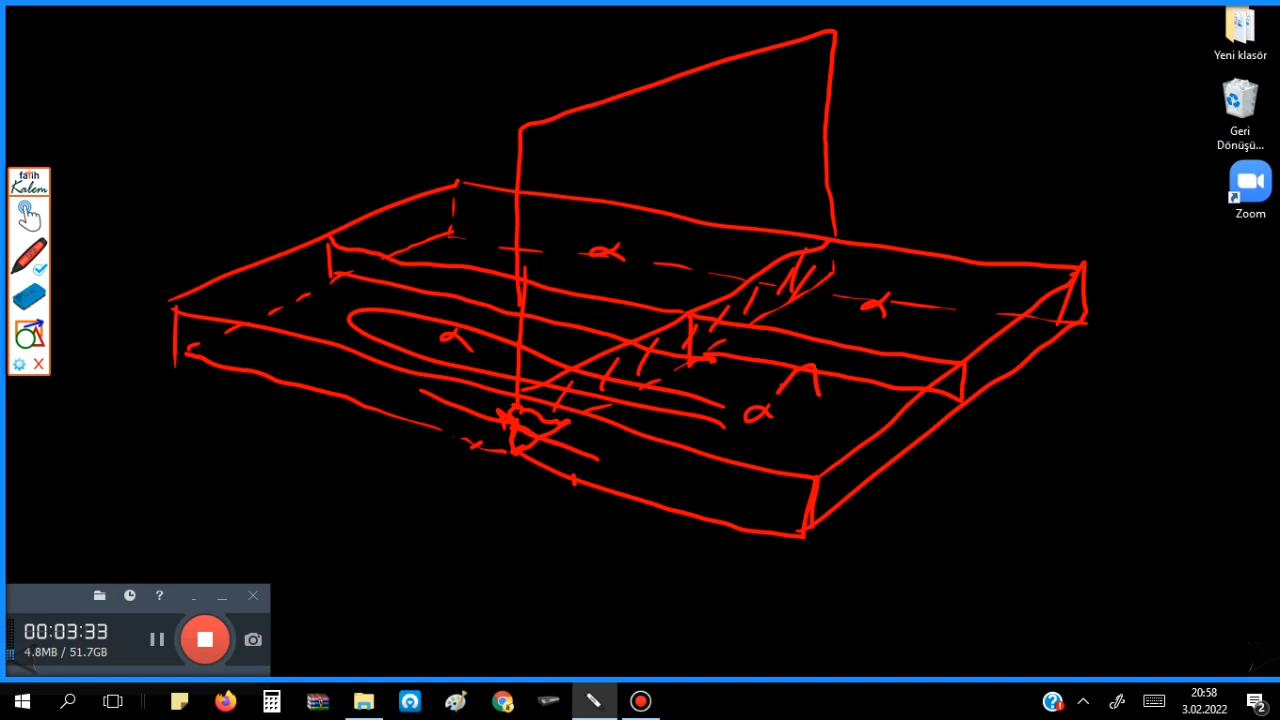 Yeni klasör
Geri
Dönüşü...
Zoom
fatih
Kalem
α
α
α
α
?
00:03:33
4.8MB / 51.7GB
20:58
3.02.2022
2